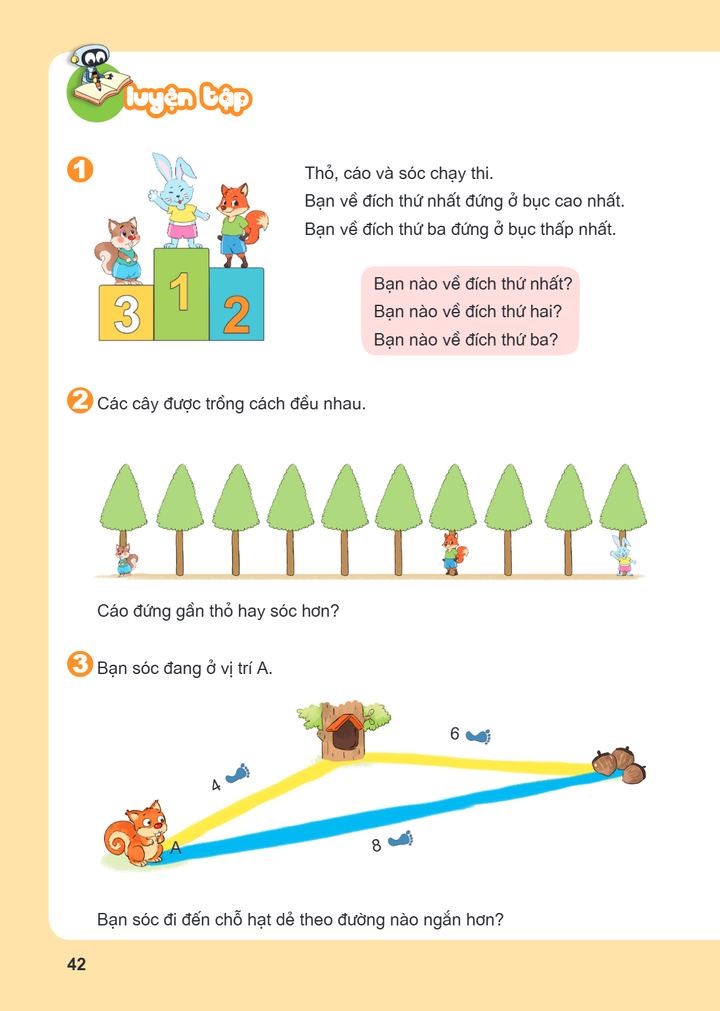 luyện tập
1
Thỏ, cáo và sóc chạy thi.
Bạn về đích thứ nhất đứng ở bục cao nhất.
Bạn về đích thứ ba đứng ở bục thấp nhất.
3 1 2
Bạn nào về đích thứ nhất?
Bạn nào về đích thứ hai?
Bạn nào về đích thứ ba?
2 Các cây được trồng cách đều nhau.
Cáo đứng gần thỏ hay sóc hơn?
3 Bạn sóc đang ở vị trí A.
6
4
A
8
Bạn sóc đi đến chỗ hạt dẻ theo đường nào ngắn hơn?
42